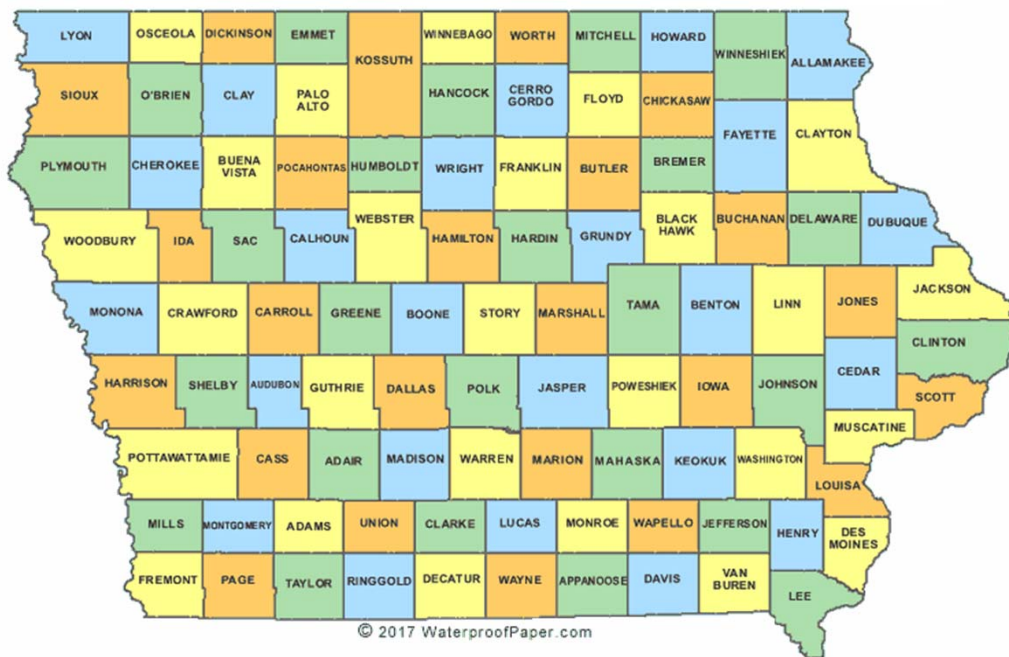 LYON
OSCEOLA
DICKINSON
EMMET
KOSSUTH
WINNEBAGO
WORTH
MITCHELL
HOWARD
WINNESHIEK
ALLAMAKEE
SIOUX
O'BRIEN
CLAY
PALO
ALTO
HANCOCK
CERRO
GORDO
FLOYD
CHICKASAW
FAYETTE
CLAYTON
PLYMOUTH
CHEROKEE
BUENA
VISTA
POCAHONTAS
HUMBOLDT
WRIGHT
FRANKLIN
BUTLER
BREMER
WOODBURY
IDA
SAC
CALHOUN
WEBSTER
HAMILTON
HARDIN
GRUNDY
BLACK
HAWK
BUCHANAN
DELAWARE
DUBUQUE
MONONA
CRAWFORD
CARROLL
GREENE
BOONE
STORY
MARSHALL
TAMA
BENTON
LINN
JONES
JACKSON
CLINTON
HARRISON
SHELBY
AUDUBON
GUTHRIE
DALLAS
POLK
JASPER
POWESHIEK
IOWA
JOHNSON
CEDAR
SCOTT
MUSCATINE
POTTAWATTAMIE
CASS
ADAIR
MADISON
WARREN
MARION
MAHASKA
KEOKUK
WASHINGTON
LOUISA
MILLS
MONTGOMERY
ADAMS
UNION
CLARKE
LUCAS
MONROE
WAPELLO
JEFFERSON
HENRY
DES
MOINES
FREMONT
PAGE
TAYLOR
RINGGOLD
DECATUR
WAYNE
APPANOOSE
DAVIS
VAN
BUREN
LEE
© 2017 WaterproofPaper.com